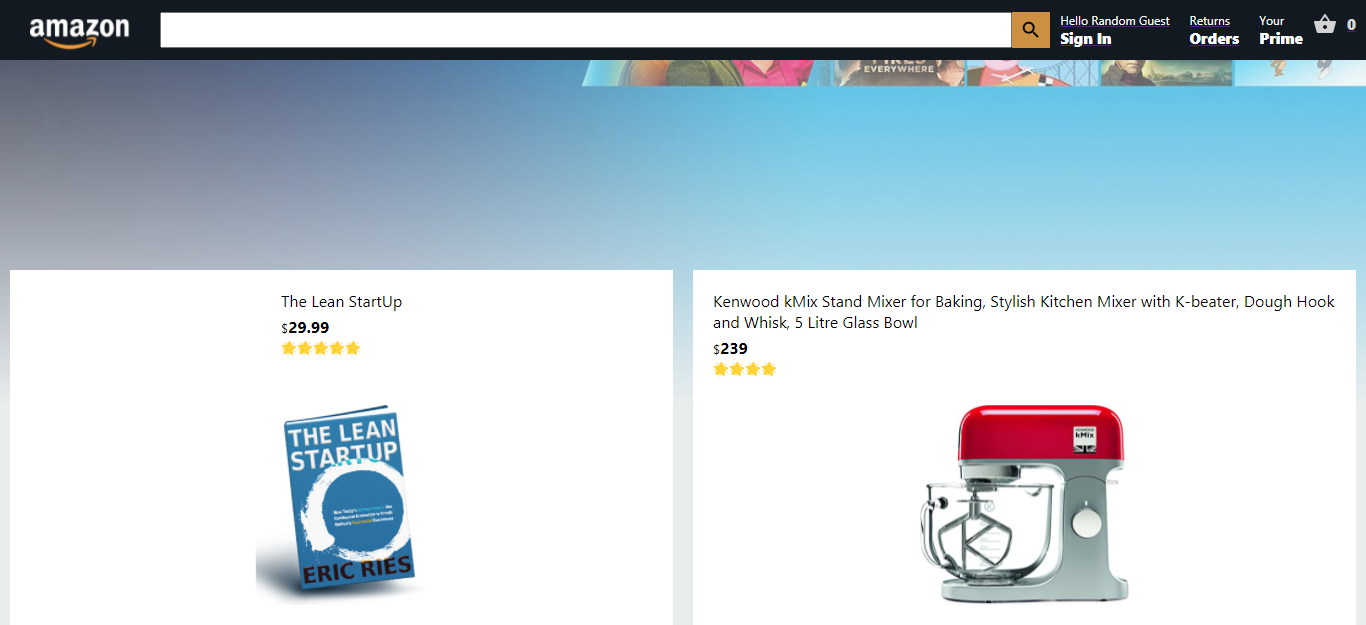 amazon
Hello Random Guest
Sign In
Returns
Orders
Your
Prime
0
EVERYWHERE
The Lean StartUp
$29.99
Kenwood kMix Stand Mixer for Baking, Stylish Kitchen Mixer with K-beater, Dough Hook
and Whisk, 5 Litre Glass Bowl
$239
THE LEAN
STARTUP
ERIC RIES
KENWOOD
kMix
K